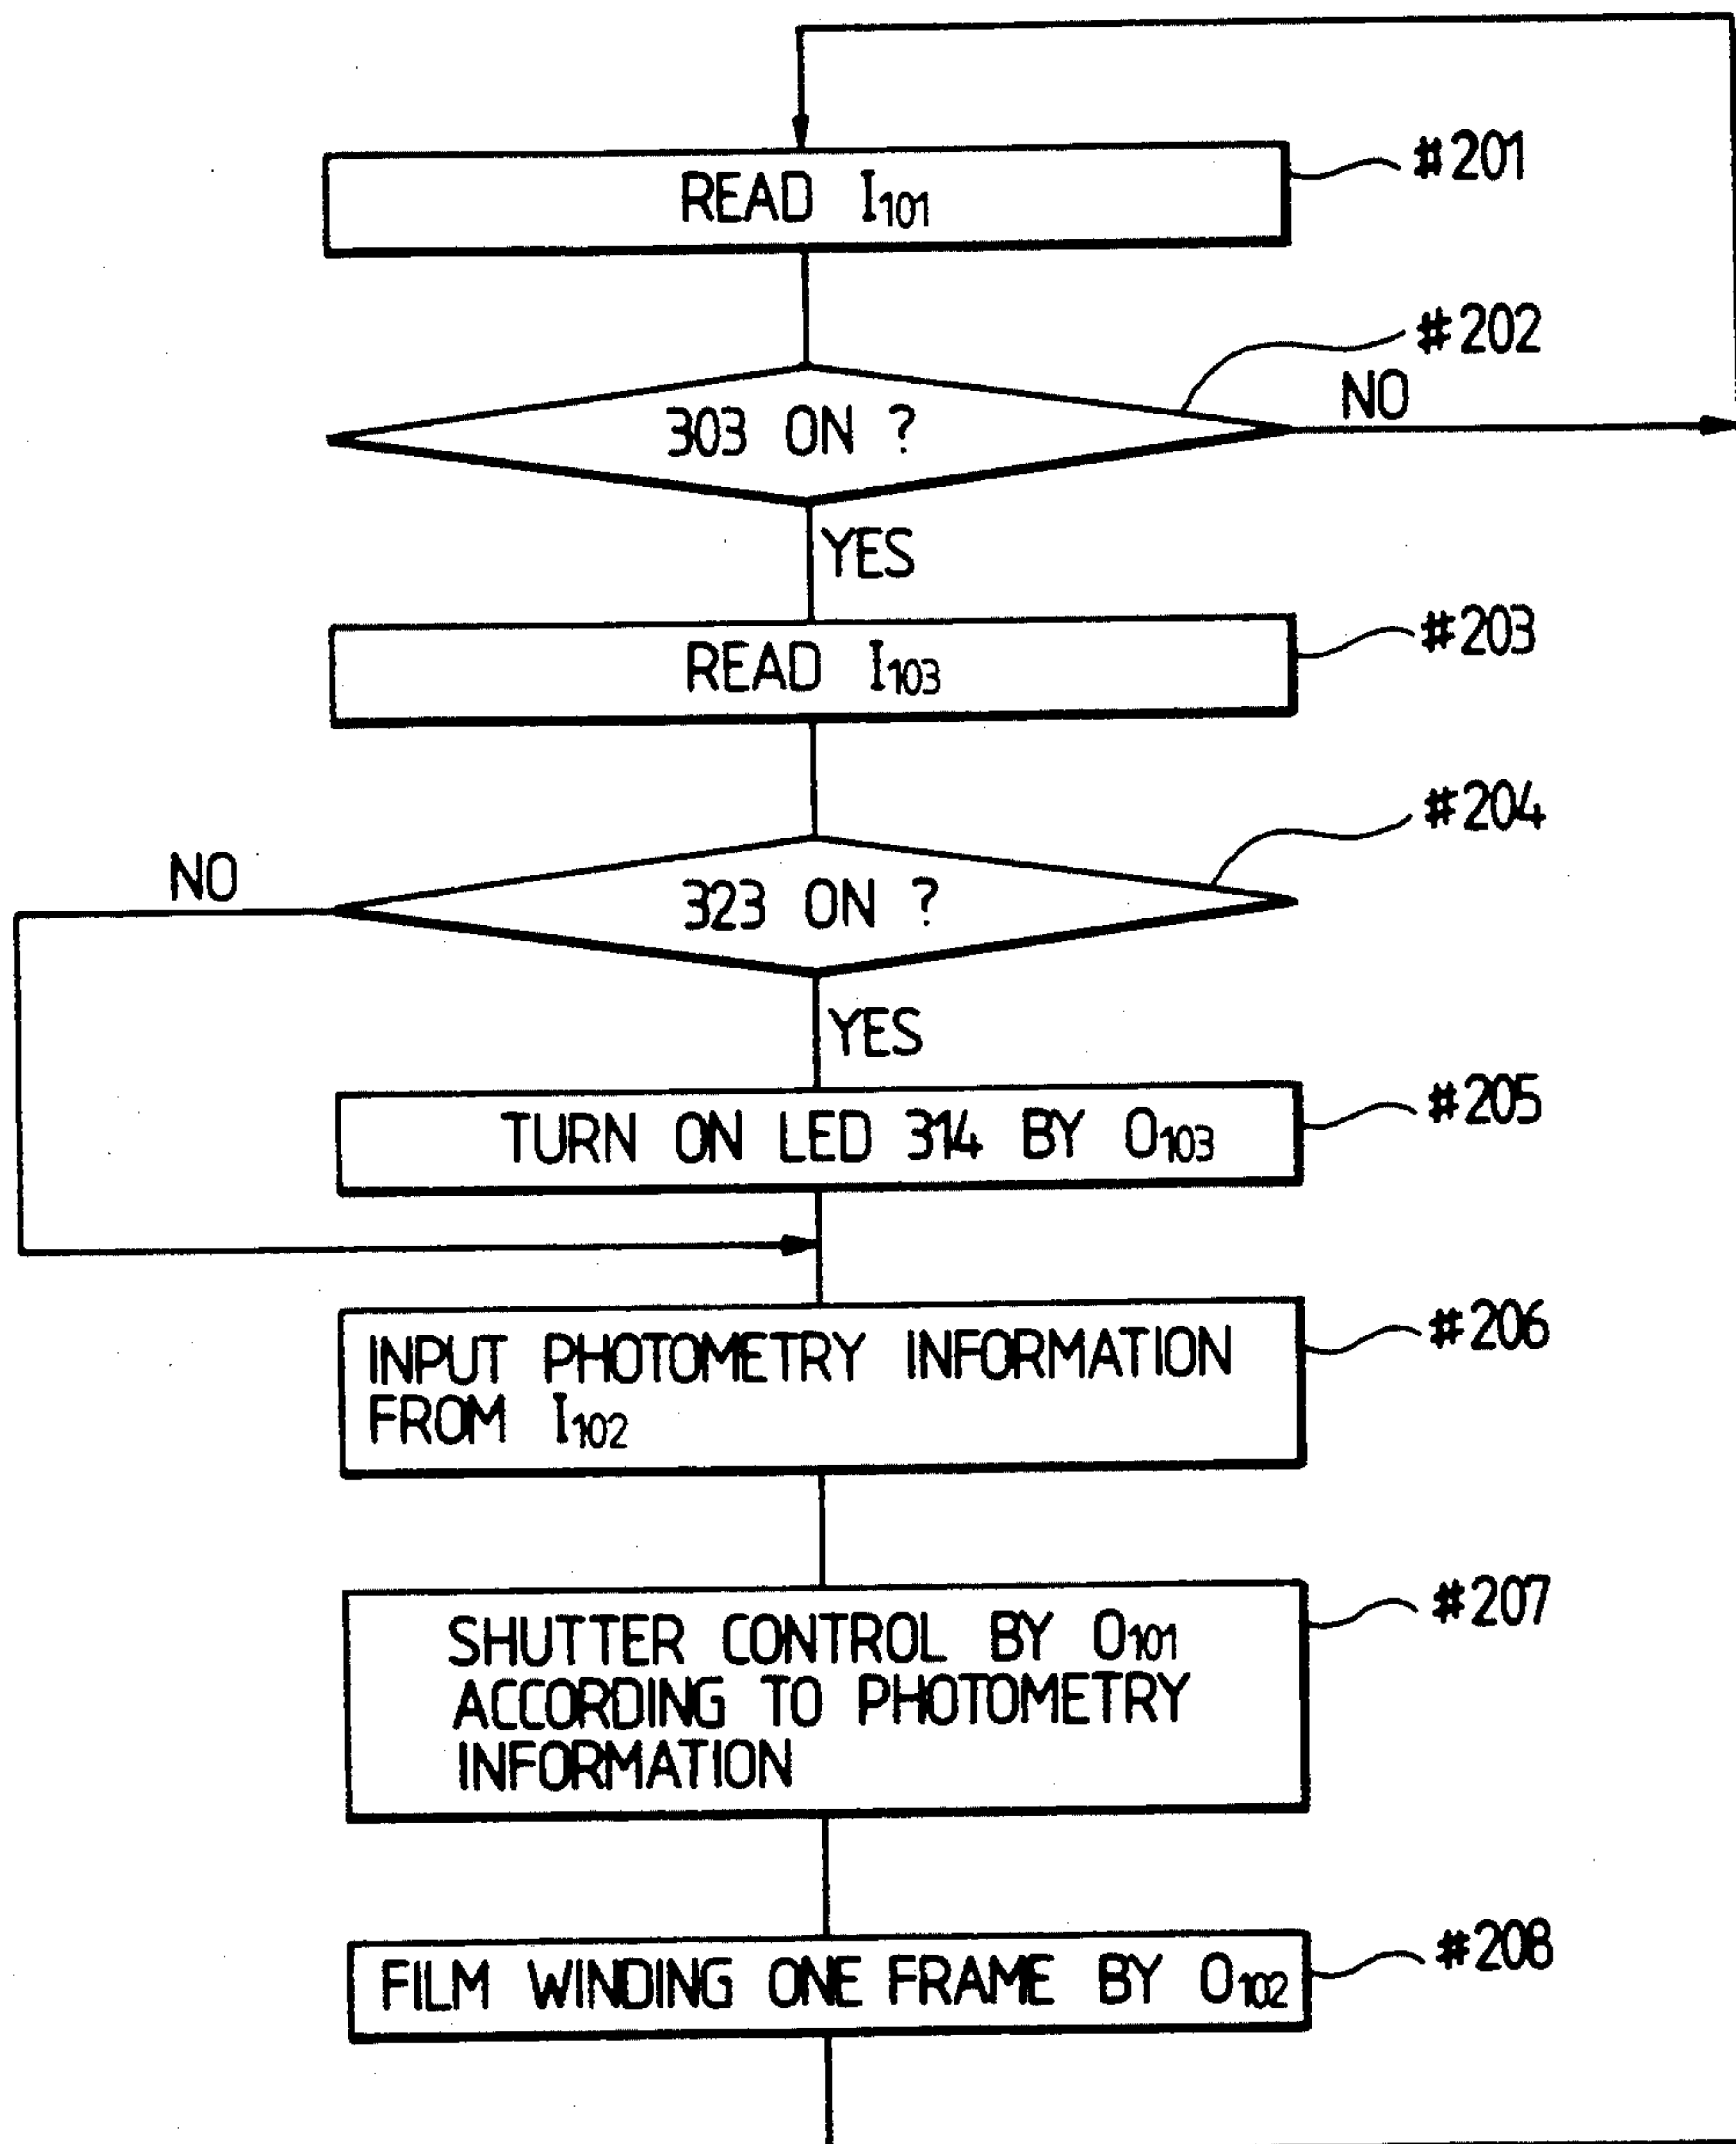 READ I₁₀₁
#201
303 ON ?
#202
NO
YES
READ I₁₀₃
#203
323 ON ?
#204
NO
YES
TURN ON LED 314 BY O₁₀₃
#205
INPUT PHOTOMETRY INFORMATION
FROM I₁₀₂
#206
SHUTTER CONTROL BY O₁₀₁
ACCORDING TO PHOTOMETRY
INFORMATION
#207
FILM WINDING ONE FRAME BY O₁₀₂
#208